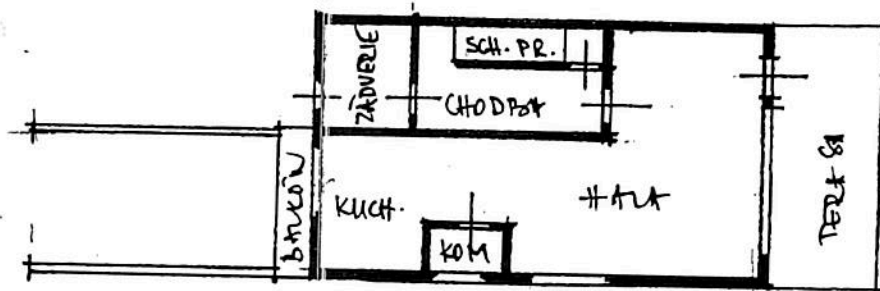 ZÁDVERIE
SCH. PR.
CHODBA
BALKÓN
KUCH.
KOM
HALA
TERASA